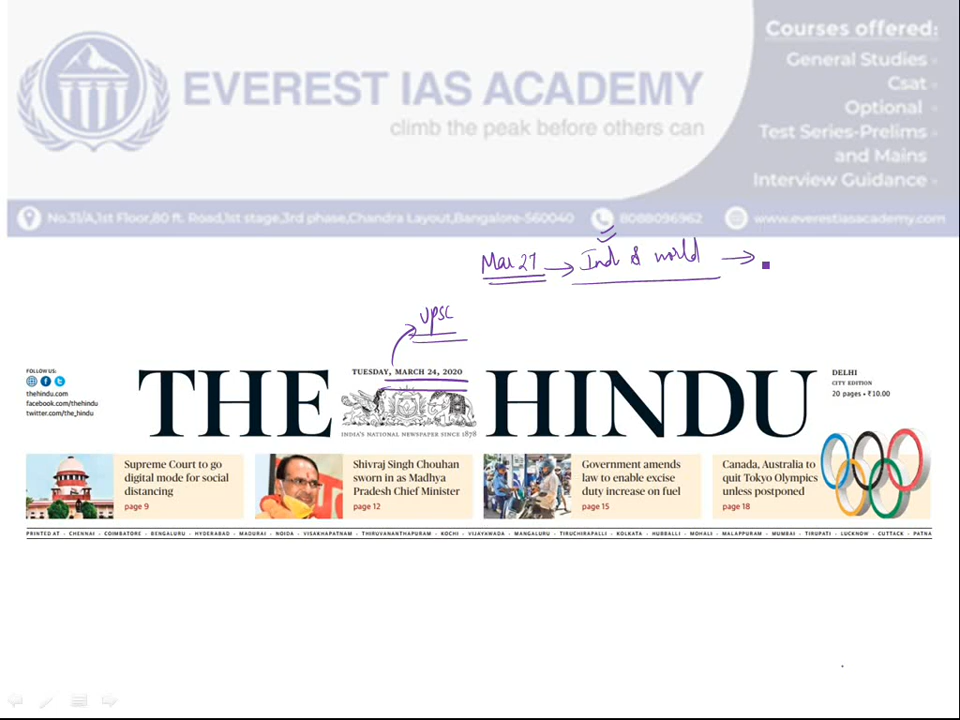 Courses offered:
General Studies -
Csat -
Optional -
Test Series-Prelims -
and Mains
Interview Guidance -
EVEREST IAS ACADEMY
climb the peak before others can
No.31/A,1st Floor,80 ft. Road,1st stage,3rd phase,Chandra Layout,Bangalore-560040
8088096962
www.everestiasacademy.com
Mar 27 → Ind & world →
UPSC
FOLLOW US:
thehindu.com
facebook.com/thehindu
twitter.com/the_hindu
TUESDAY, MARCH 24, 2020
THE HINDU
INDIA'S NATIONAL NEWSPAPER SINCE 1878
DELHI
CITY EDITION
20 pages • ₹10.00
Supreme Court to go
digital mode for social
distancing
page 9
Shivraj Singh Chouhan
sworn in as Madhya
Pradesh Chief Minister
page 12
Government amends
law to enable excise
duty increase on fuel
page 15
Canada, Australia to
quit Tokyo Olympics
unless postponed
page 18
PRINTED AT - CHENNAI - COIMBATORE - BENGALURU - HYDERABAD - MADURAI - NOIDA - VISAKHAPATNAM - THIRUVANANTHAPURAM - KOCHI - VIJAYAWADA - MANGALURU - TIRUCHIRAPALLI - KOLKATA - HUBBALLI - MOHALI - MALAPPURAM - MUMBAI - TIRUPATI - LUCKNOW - CUTTACK - PATNA